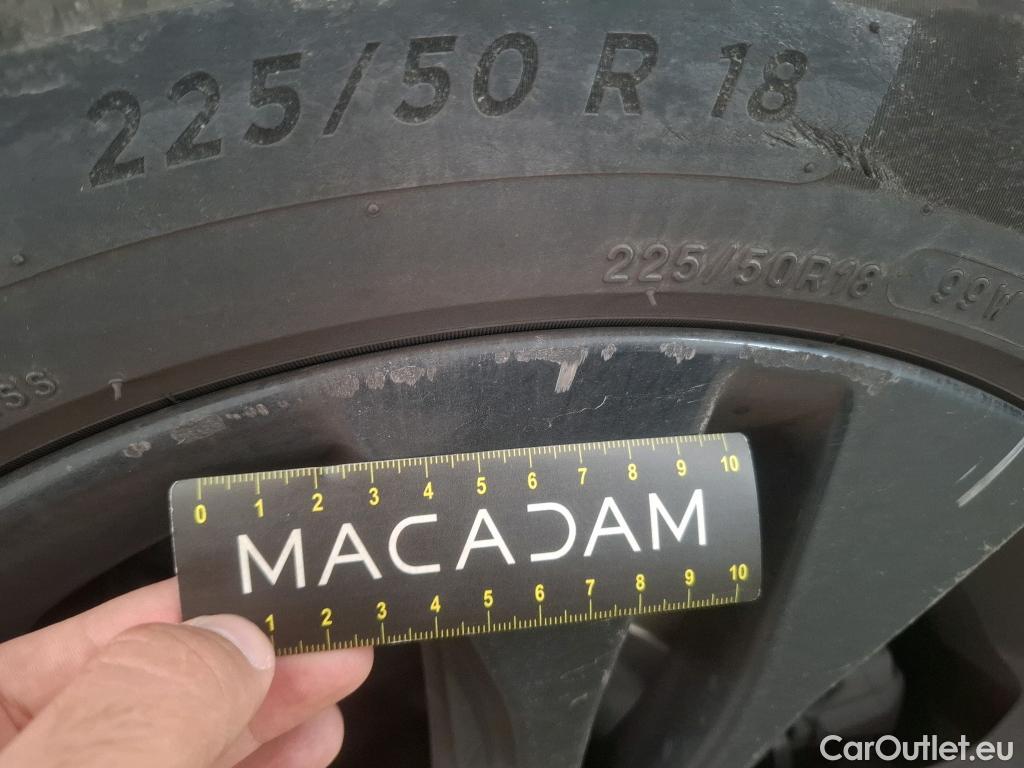 225/50 R 18
225/50R18 99W
0 1 2 3 4 5 6 7 8 9 10
MACADAM
1 2 3 4 5 6 7 8 9 10
CarOutlet.eu